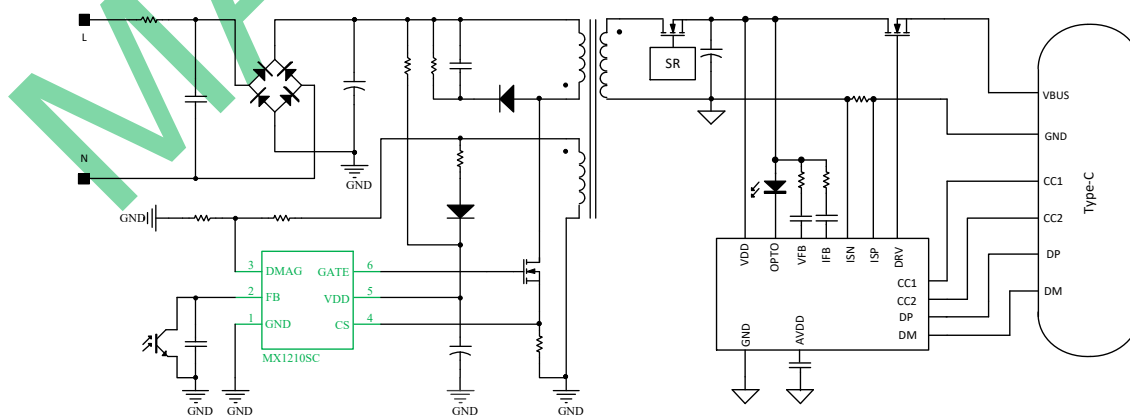 MA
L
N
GND
GND
GND
3
DMAG
GATE
6
2
FB
VDD
5
1
GND
CS
4
MX1210SC
GND
GND
GND
GND
SR
VDD
OPTO
VFB
IFB
ISN
ISP
DRV
CC1
CC2
DP
DM
GND
AVDD
VBUS
GND
CC1
CC2
DP
DM
Type-C